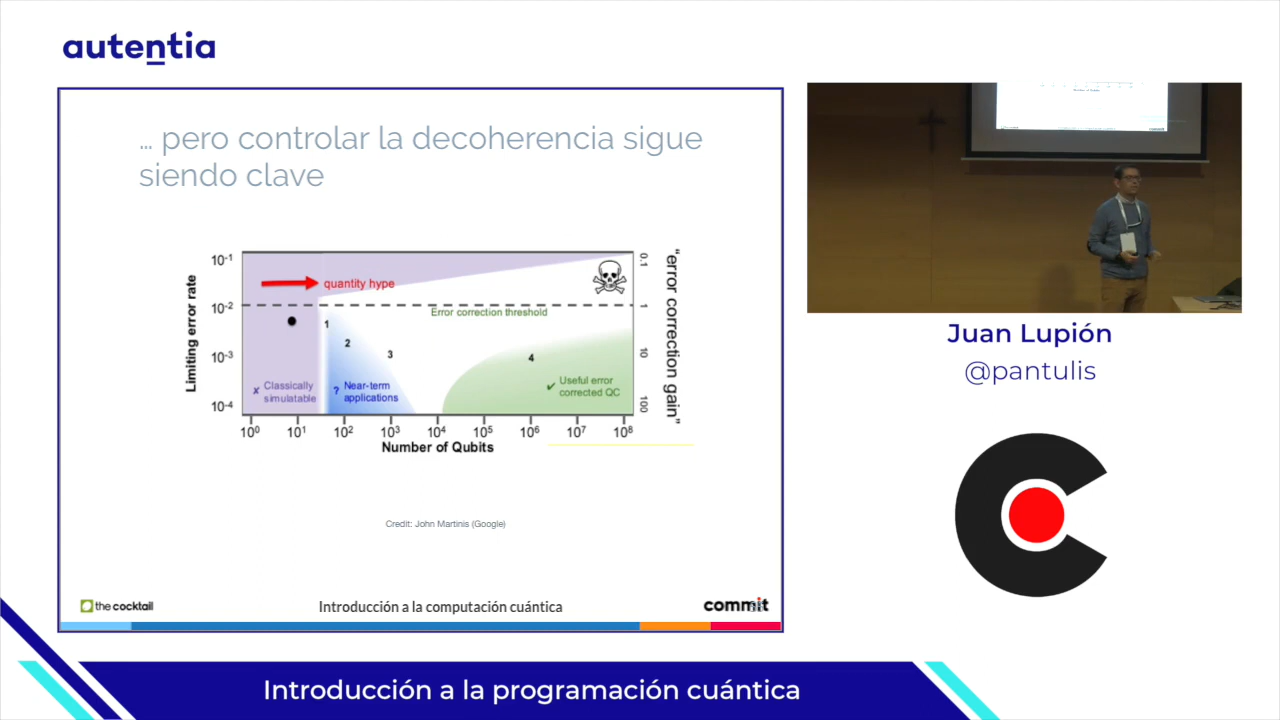 autentia
... pero controlar la decoherencia sigue
siendo clave
Limiting error rate
10⁻¹
10⁻²
10⁻³
10⁻⁴
quantity hype
Error correction threshold
1
2
3
4
✘ Classically
simulatable
? Near-term
applications
✔ Useful error
corrected QC
0.1
1
10
100
"error correction gain"
10⁰ 10¹ 10² 10³ 10⁴ 10⁵ 10⁶ 10⁷ 10⁸
Number of Qubits
Credit: John Martinis (Google)
the cocktail
Introducción a la computación cuántica
commit
Juan Lupión
@pantulis
Introducción a la programación cuántica